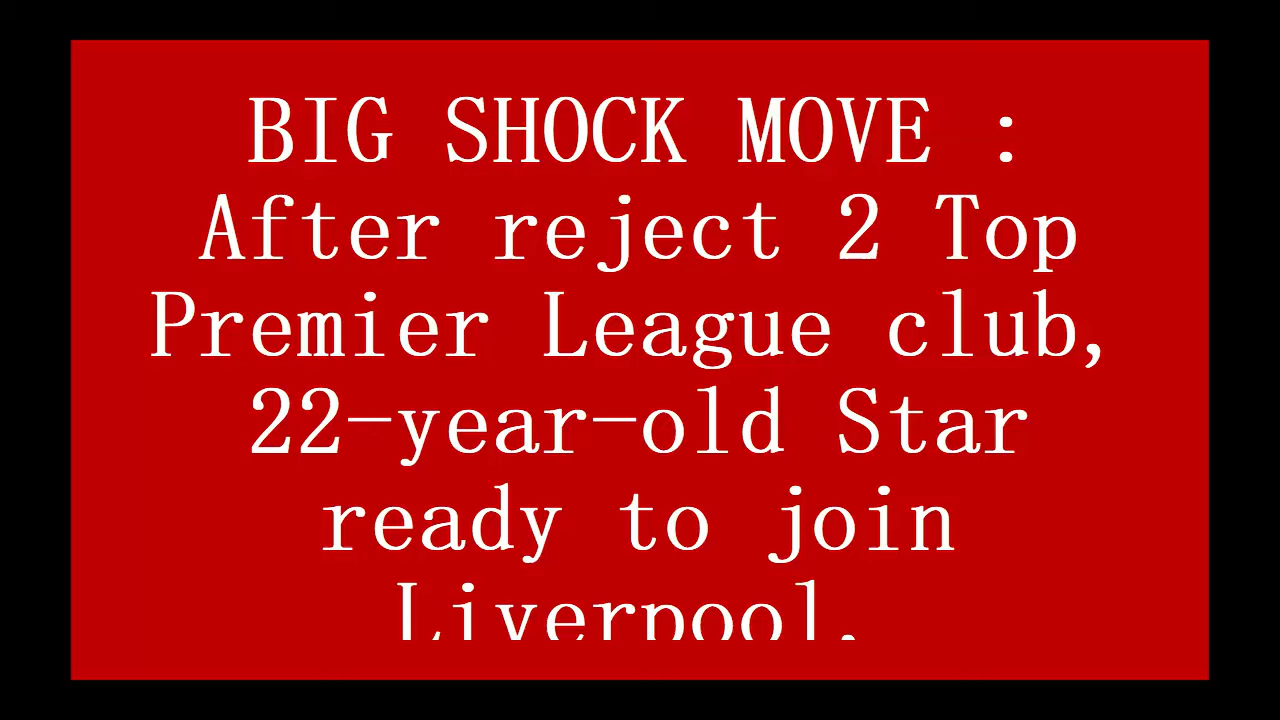 BIG SHOCK MOVE :
After reject 2 Top
Premier League club,
22-year-old Star
ready to join
Liverpool.